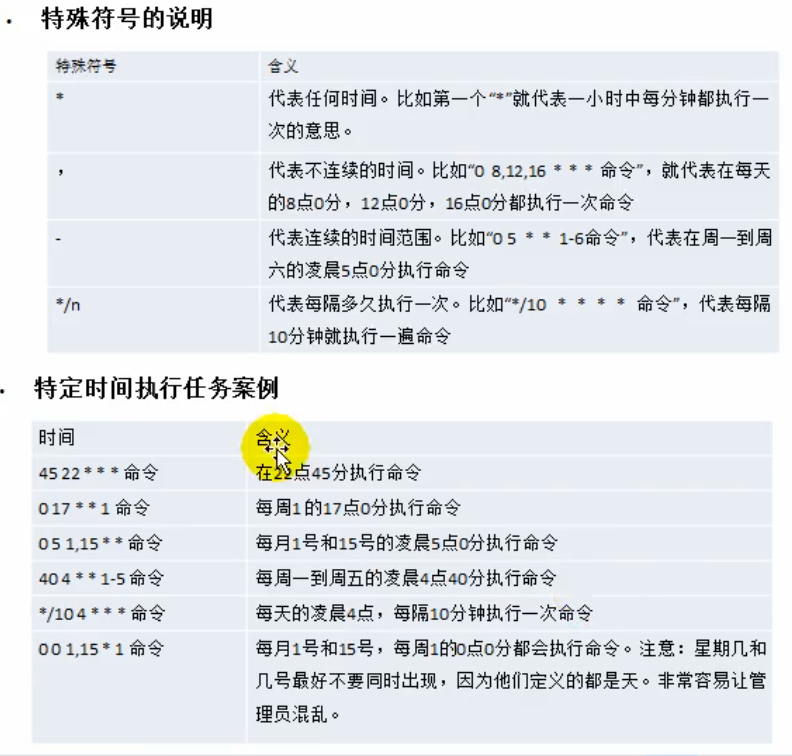 特殊符号的说明
特殊符号 含义
* 代表任何时间。比如第一个“*”就代表一小时中每分钟都执行一
次的意思。
， 代表不连续的时间。比如“0 8,12,16 * * * 命令”，就代表在每天
的8点0分，12点0分，16点0分都执行一次命令
- 代表连续的时间范围。比如“0 5 * * 1-6命令”，代表在周一到周
六的凌晨5点0分执行命令
*/n 代表每隔多久执行一次。比如“*/10 * * * * 命令”，代表每隔
10分钟就执行一遍命令
特定时间执行任务案例
时间 含义
45 22 * * * 命令 在22点45分执行命令
0 17 * * 1 命令 每周1 的17点0分执行命令
0 5 1,15 * * 命令 每月1号和15号的凌晨5点0分执行命令
40 4 * * 1-5 命令 每周一到周五的凌晨4点40分执行命令
*/10 4 * * * 命令 每天的凌晨4点，每隔10分钟执行一次命令
0 0 1,15 * 1 命令 每月1号和15号，每周1的0点0分都会执行命令。注意：星期几和
几号最好不要同时出现，因为他们定义的都是天。非常容易让管
理员混乱。